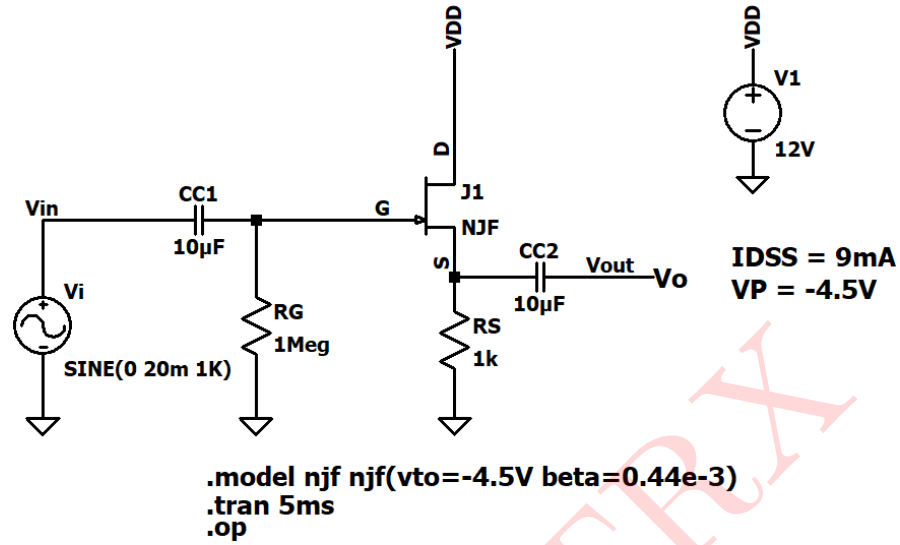 VDD
VDD
V1
12V
D
J1
NJF
G
S
CC1
10µF
Vin
Vi
SINE(0 20m 1K)
RG
1Meg
CC2
10µF
Vout
Vo
RS
1k
IDSS = 9mA
VP = -4.5V
.model njf njf(vto=-4.5V beta=0.44e-3)
.tran 5ms
.op
TRX